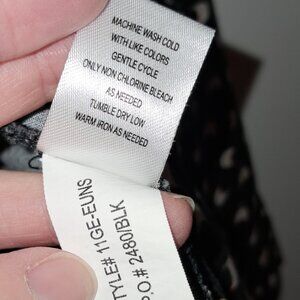 MACHINE WASH COLD
WITH LIKE COLORS
GENTLE CYCLE
ONLY NON CHLORINE BLEACH
AS NEEDED
TUMBLE DRY LOW
WARM IRON AS NEEDED
STYLE# 11GE-EUNS
P.O.# 2480/BLK